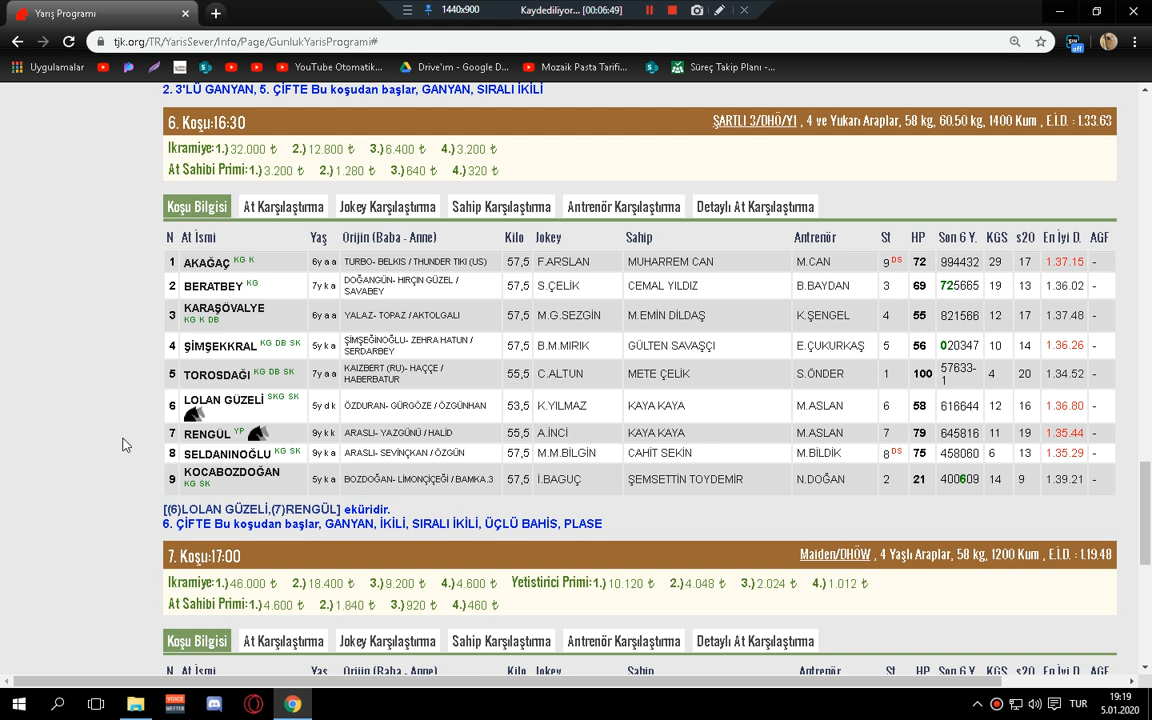 Yarış Programı
1440x900 Kaydediliyor... [00:06:49]
tjk.org/TR/YarisSever/Info/Page/GunlukYarisProgrami#
Uygulamalar YouTube Otomatik... Drive'ım - Google D... Mozaik Pasta Tarifi... Süreç Takip Planı -...
2. 3'LÜ GANYAN, 5. ÇİFTE Bu koşudan başlar, GANYAN, SIRALI İKİLİ
6. Koşu:16:30 ŞARTLI 3/DHÖ/Y1 , 4 ve Yukarı Araplar, 58 kg, 60.50 kg, 1400 Kum , E.İ.D. : 1.33.63
İkramiye:1.)32.000 ₺ 2.)12.800 ₺ 3.)6.400 ₺ 4.)3.200 ₺
At Sahibi Primi:1.)3.200 ₺ 2.)1.280 ₺ 3.)640 ₺ 4.)320 ₺
Koşu Bilgisi At Karşılaştırma Jokey Karşılaştırma Sahip Karşılaştırma Antrenör Karşılaştırma Detaylı At Karşılaştırma
N At İsmi Yaş Orijin (Baba - Anne) Kilo Jokey Sahip Antrenör St HP Son 6 Y. KGS s20 En İyi D. AGF
1 AKAĞAÇ KG K 6y a a TURBO- BELKIS / THUNDER TIKI (US) 57,5 F.ARSLAN MUHARREM CAN M.CAN 9 DS 72 994432 29 17 1.37.15 -
2 BERATBEY KG 7y k a DOĞANGÜN- HIRÇIN GÜZEL / SAVABEY 57,5 S.ÇELİK CEMAL YILDIZ B.BAYDAN 3 69 725665 19 13 1.36.02 -
3 KARAŞÖVALYE KG K DB 6y a a YALAZ- TOPAZ / AKTOLGALI 57,5 M.G.SEZGİN M.EMİN DİLDAŞ K.ŞENGEL 4 55 821566 12 17 1.37.48 -
4 ŞİMŞEKKRAL KG DB SK 5y k a ŞİMŞEĞİNOĞLU- ZEHRA HATUN / SERDARBEY 57,5 B.M.MIRIK GÜLTEN SAVAŞÇI E.ÇUKURKAŞ 5 56 020347 10 14 1.36.26 -
5 TOROSDAĞI KG DB SK 7y a a KAIZBERT (RU)- HAÇÇE / HABERBATUR 55,5 C.ALTUN METE ÇELİK S.ÖNDER 1 100 57633-1 4 20 1.34.52 -
6 LOLAN GÜZELİ SKG SK 5y d k ÖZDURAN- GÜRGÖZE / ÖZGÜNHAN 53,5 K.YILMAZ KAYA KAYA M.ASLAN 6 58 616644 12 16 1.36.80 -
7 RENGÜL YP 9y k k ARASLI- YAZGÜNÜ / HALİD 55,5 A.İNCİ KAYA KAYA M.ASLAN 7 79 645816 11 19 1.35.44 -
8 SELDANINOĞLU KG SK 9y k a ARASLI- SEVİNÇKAN / ÖZGÜN 57,5 M.M.BİLGİN CAHİT SEKİN M.BİLDİK 8 DS 75 458060 6 13 1.35.29 -
9 KOCABOZDOĞAN KG SK 5y k a BOZDOĞAN- LİMONÇİÇEĞİ / BAMKA.3 57,5 İ.BAGUÇ ŞEMSETTİN TOYDEMİR N.DOĞAN 2 21 400609 14 9 1.39.21 -
[(6)LOLAN GÜZELİ,(7)RENGÜL] eküridir.
6. ÇİFTE Bu koşudan başlar, GANYAN, İKİLİ, SIRALI İKİLİ, ÜÇLÜ BAHİS, PLASE
7. Koşu:17:00 Maiden/DHÖW , 4 Yaşlı Araplar, 58 kg, 1200 Kum , E.İ.D. : 1.19.48
İkramiye:1.)46.000 ₺ 2.)18.400 ₺ 3.)9.200 ₺ 4.)4.600 ₺ Yetistirici Primi:1.)10.120 ₺ 2.)4.048 ₺ 3.)2.024 ₺ 4.)1.012 ₺
At Sahibi Primi:1.)4.600 ₺ 2.)1.840 ₺ 3.)920 ₺ 4.)460 ₺
Koşu Bilgisi At Karşılaştırma Jokey Karşılaştırma Sahip Karşılaştırma Antrenör Karşılaştırma Detaylı At Karşılaştırma
N At İsmi Yaş Orijin (Baba - Anne) Kilo Jokey Sahip Antrenör St HP Son 6 Y. KGS s20 En İyi D. AGF
VOICE MEETER
TUR 19:19
5.01.2020